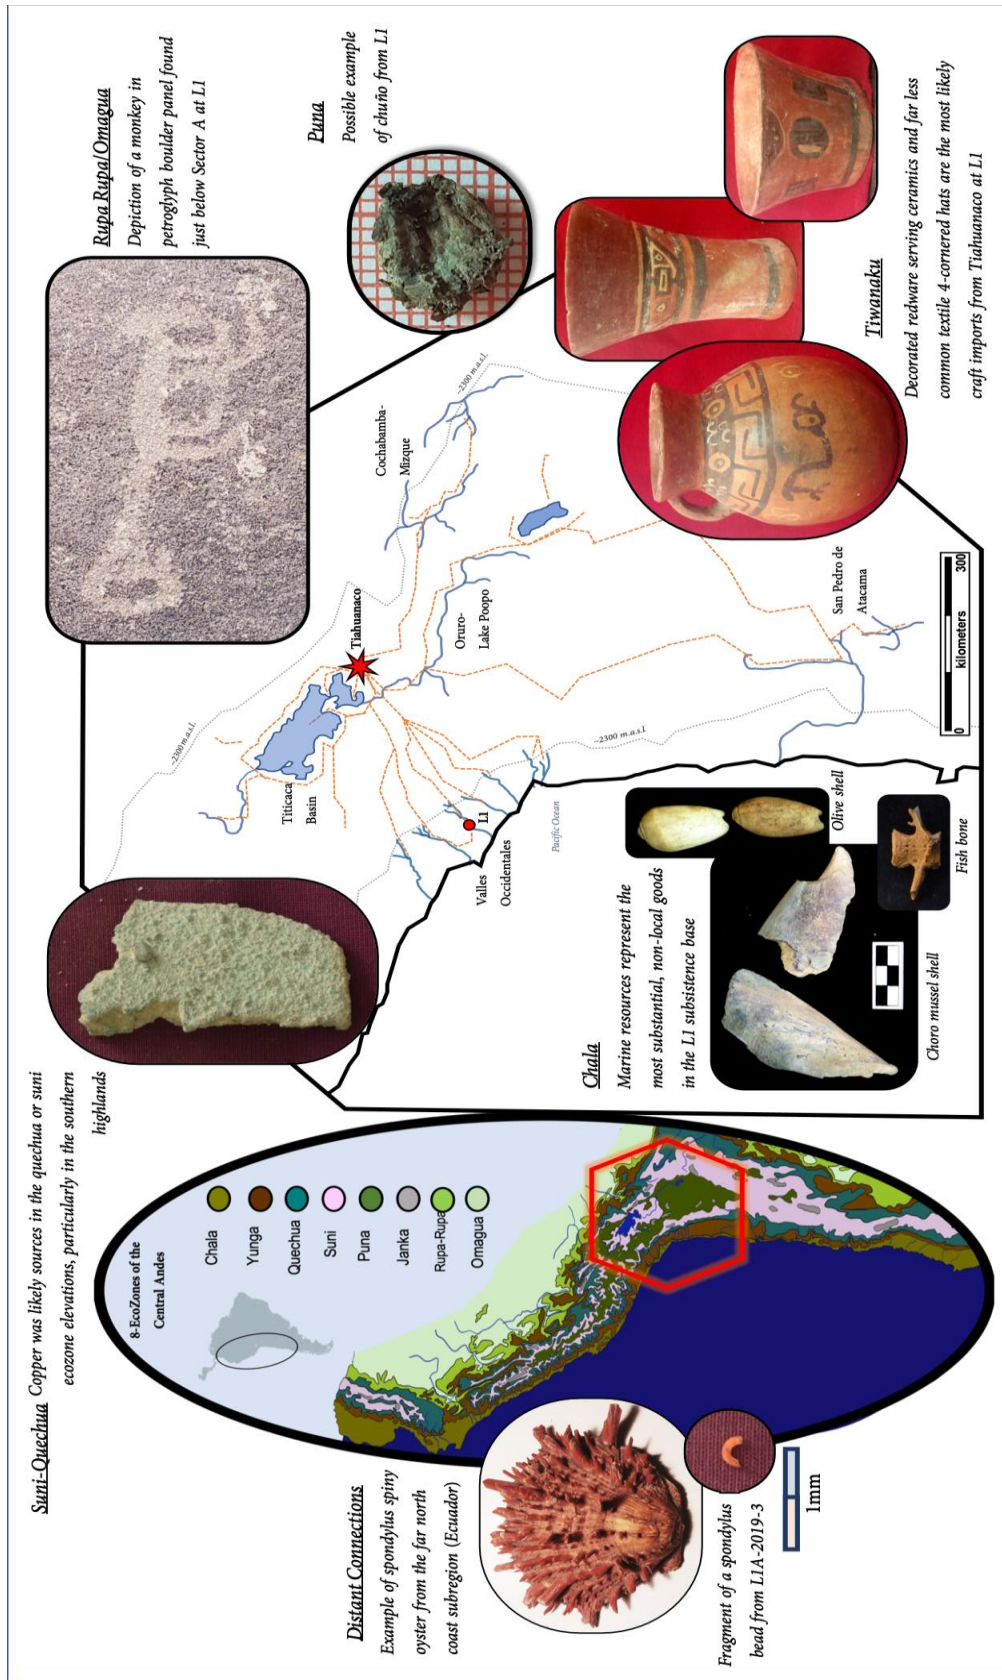 Suni-Quechua Copper was likely sources in the quechua or suni
ecozone elevations, particularly in the southern
highlands
Rupa Rupa/Omagua
Depiction of a monkey in
petroglyph boulder panel found
just below Sector A at L1
Puna
Possible example
of chuño from L1
Tiwanaku
Decorated redware serving ceramics and far less
common textile 4-cornered hats are the most likely
craft imports from Tiahuanaco at L1
~2300 m.a.s.l.
~2300 m.a.s.l.
~2300 m.a.s.l.
Titicaca
Basin
Tiahuanaco
Cochabamba-
Mizque
Oruro-
Lake Poopo
Valles
Occidentales
L1
Pacific Ocean
San Pedro de
Atacama
0
300
kilometers
Chala
Marine resources represent the
most substantial, non-local goods
in the L1 subsistence base
Olive shell
Choro mussel shell
Fish bone
8-EcoZones of the
Central Andes
Chala
Yunga
Quechua
Suni
Puna
Janka
Rupa-Rupa
Omagua
Distant Connections
Example of spondylus spiny
oyster from the far north
coast subregion (Ecuador)
Fragment of a spondylus
bead from L1A-2019-3
1mm